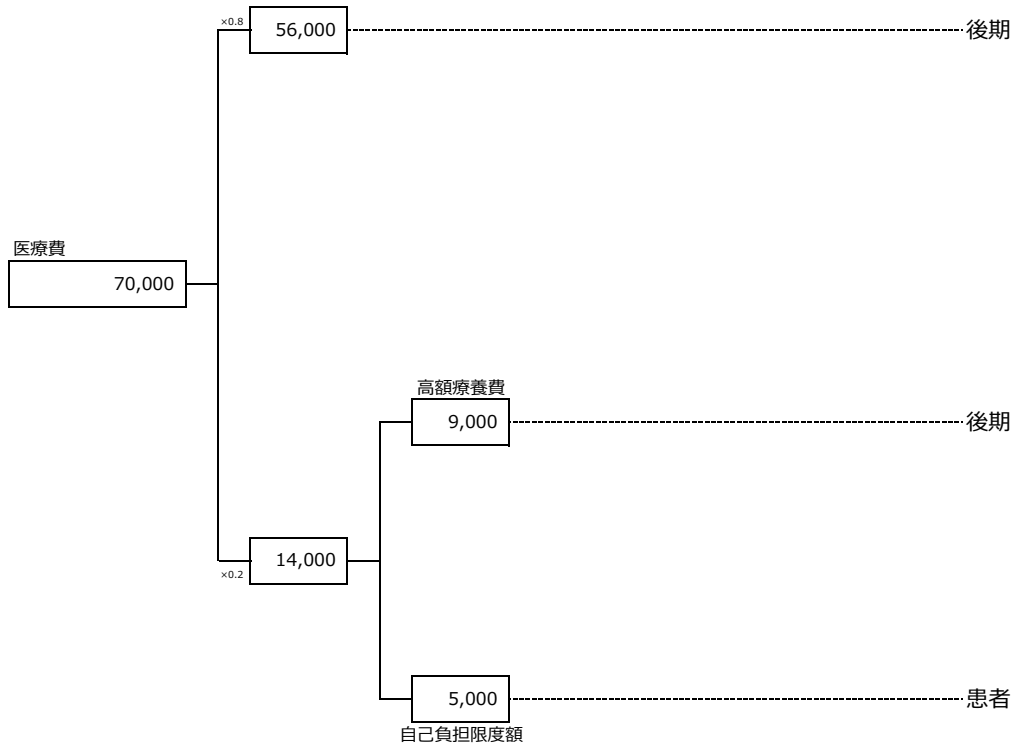 ×0.8
56,000
後期
医療費
70,000
高額療養費
9,000
後期
14,000
×0.2
5,000
患者
自己負担限度額